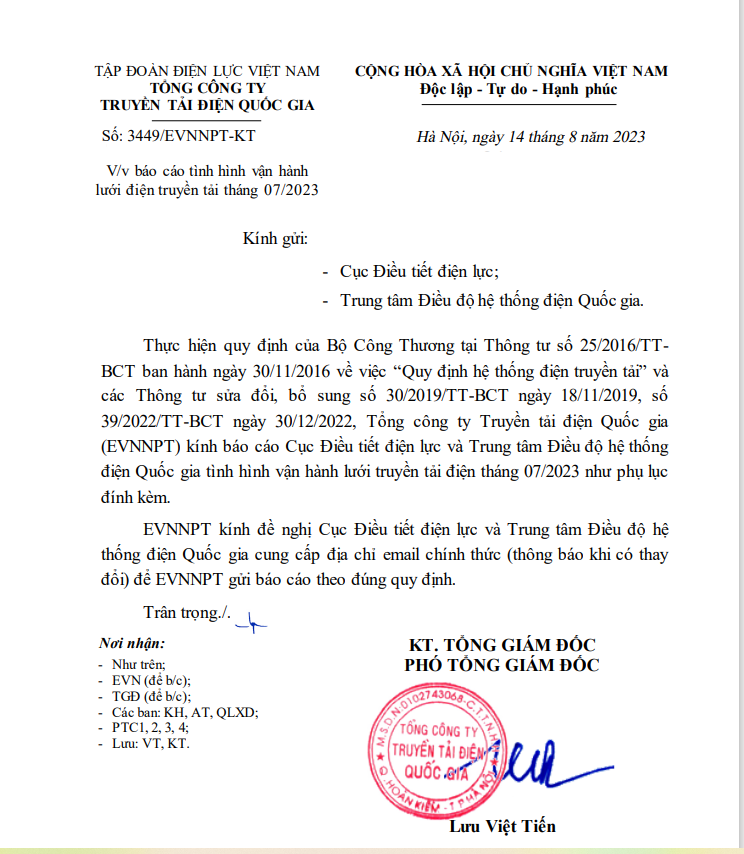 TẬP ĐOÀN ĐIỆN LỰC VIỆT NAM
TỔNG CÔNG TY
TRUYỀN TẢI ĐIỆN QUỐC GIA
Số: 3449/EVNNPT-KT
V/v báo cáo tình hình vận hành
lưới điện truyền tải tháng 07/2023
CỘNG HÒA XÃ HỘI CHỦ NGHĨA VIỆT NAM
Độc lập - Tự do - Hạnh phúc
Hà Nội, ngày 14 tháng 8 năm 2023
Kính gửi:
- Cục Điều tiết điện lực;
- Trung tâm Điều độ hệ thống điện Quốc gia.
Thực hiện quy định của Bộ Công Thương tại Thông tư số 25/2016/TT-
BCT ban hành ngày 30/11/2016 về việc “Quy định hệ thống điện truyền tải” và
các Thông tư sửa đổi, bổ sung số 30/2019/TT-BCT ngày 18/11/2019, số
39/2022/TT-BCT ngày 30/12/2022, Tổng công ty Truyền tải điện Quốc gia
(EVNNPT) kính báo cáo Cục Điều tiết điện lực và Trung tâm Điều độ hệ thống
điện Quốc gia tình hình vận hành lưới truyền tải điện tháng 07/2023 như phụ lục
đính kèm.
EVNNPT kính đề nghị Cục Điều tiết điện lực và Trung tâm Điều độ hệ
thống điện Quốc gia cung cấp địa chỉ email chính thức (thông báo khi có thay
đổi) để EVNNPT gửi báo cáo theo đúng quy định.
Trân trọng./.
Nơi nhận:
- Như trên;
- EVN (để b/c);
- TGĐ (để b/c);
- Các ban: KH, AT, QLXD;
- PTC1, 2, 3, 4;
- Lưu: VT, KT.
KT. TỔNG GIÁM ĐỐC
PHÓ TỔNG GIÁM ĐỐC
M.S.D.N:0102743068-C.T.T.N.H
TỔNG CÔNG TY
TRUYỀN TẢI ĐIỆN
QUỐC GIA
Q.HOÀN KIẾM - T.P HÀ NỘI
Lưu Việt Tiến